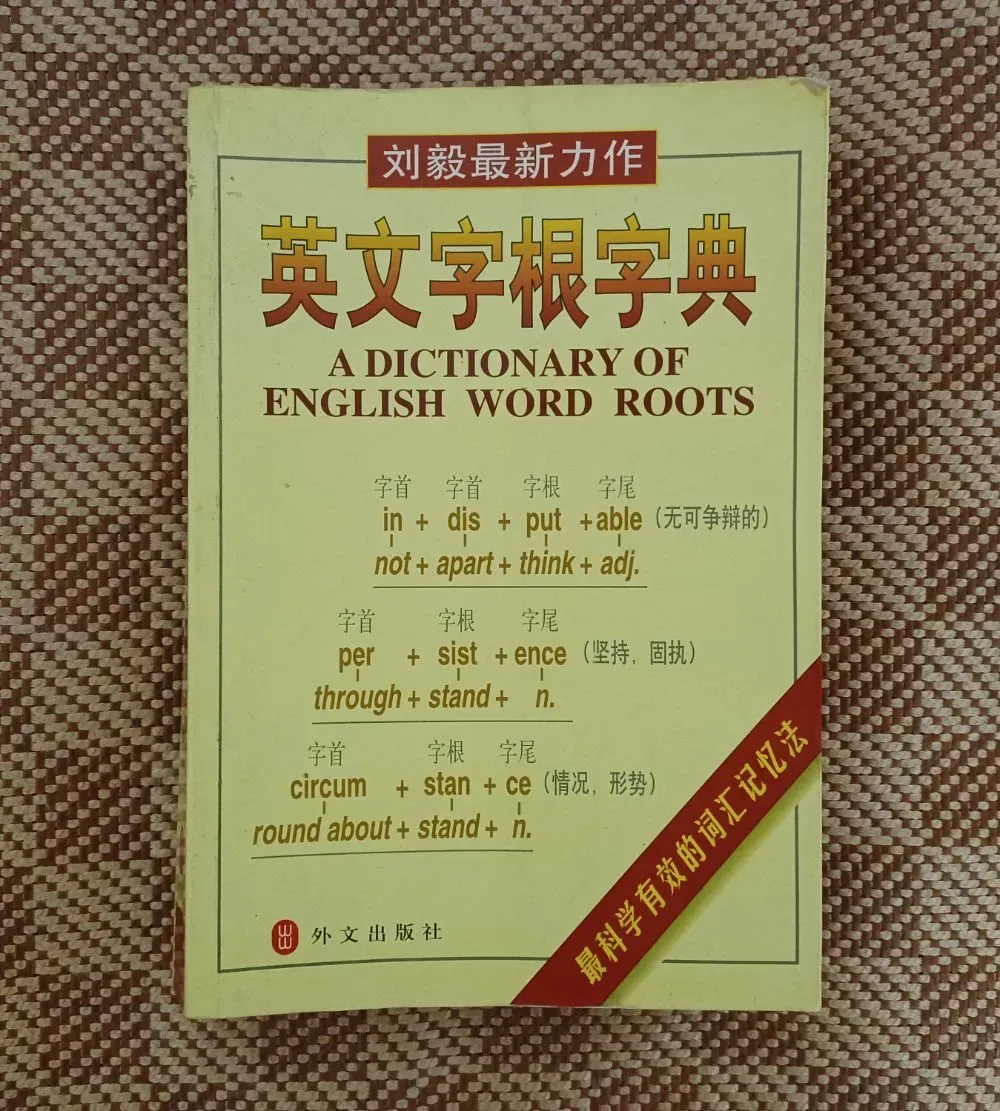 刘毅最新力作
英文字根字典
A DICTIONARY OF
ENGLISH WORD ROOTS
字首 字首 字根 字尾
in + dis + put + able (无可争辩的)
not + apart + think + adj.
字首 字根 字尾
per + sist + ence (坚持, 固执)
through + stand + n.
字首 字根 字尾
circum + stan + ce (情况, 形势)
round about + stand + n.
最科学有效的词汇记忆法
外文出版社